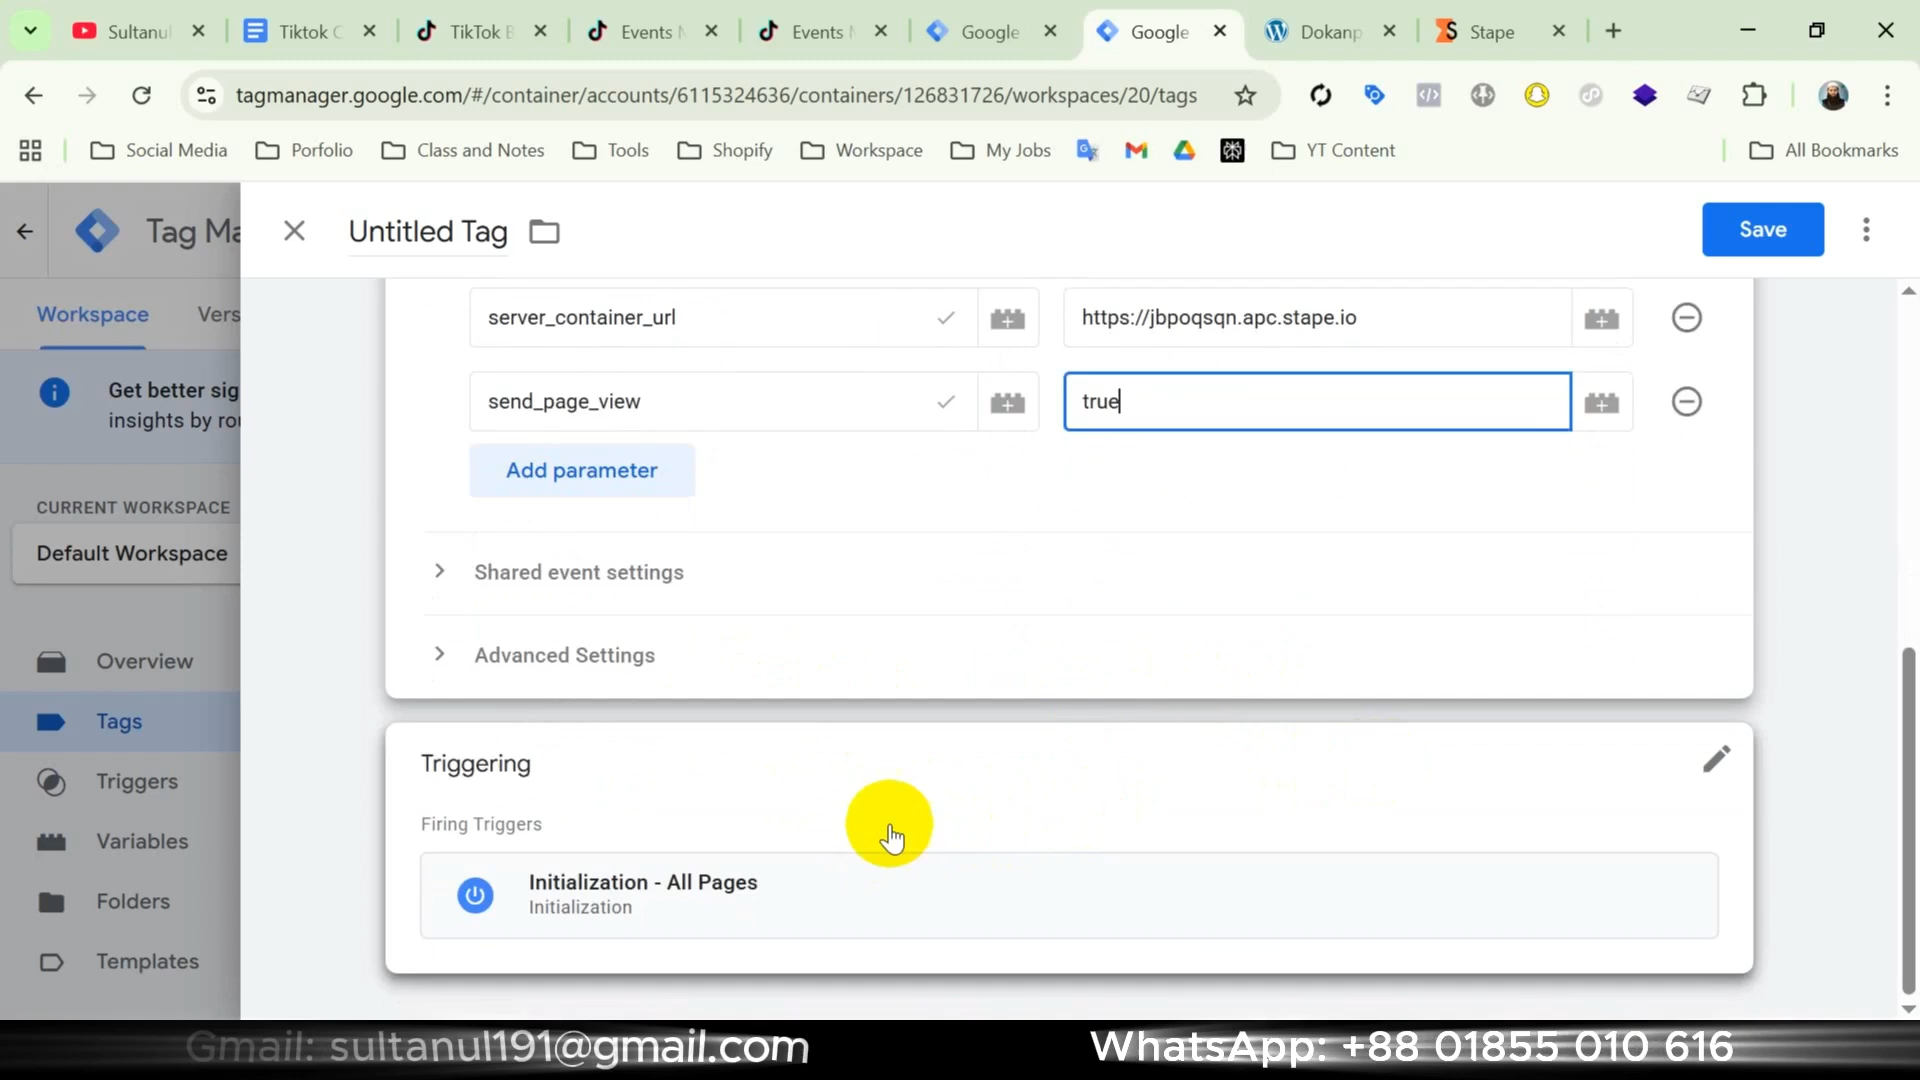 Sultanul
Tiktok C
TikTok B
Events M
Events M
Google
Google
Dokanp
Stape
tagmanager.google.com/#/container/accounts/6115324636/containers/126831726/workspaces/20/tags
Social Media
Porfolio
Class and Notes
Tools
Shopify
Workspace
My Jobs
YT Content
All Bookmarks
Tag Ma
Untitled Tag
Save
Workspace
Vers
server_container_url
https://jbpoqsqn.apc.stape.io
Get better sig
insights by rou
send_page_view
true
Add parameter
CURRENT WORKSPACE
Default Workspace
Shared event settings
Advanced Settings
Overview
Tags
Triggers
Variables
Folders
Templates
Triggering
Firing Triggers
Initialization - All Pages
Initialization
Gmail: sultanul191@gmail.com
WhatsApp: +88 01855 010 616